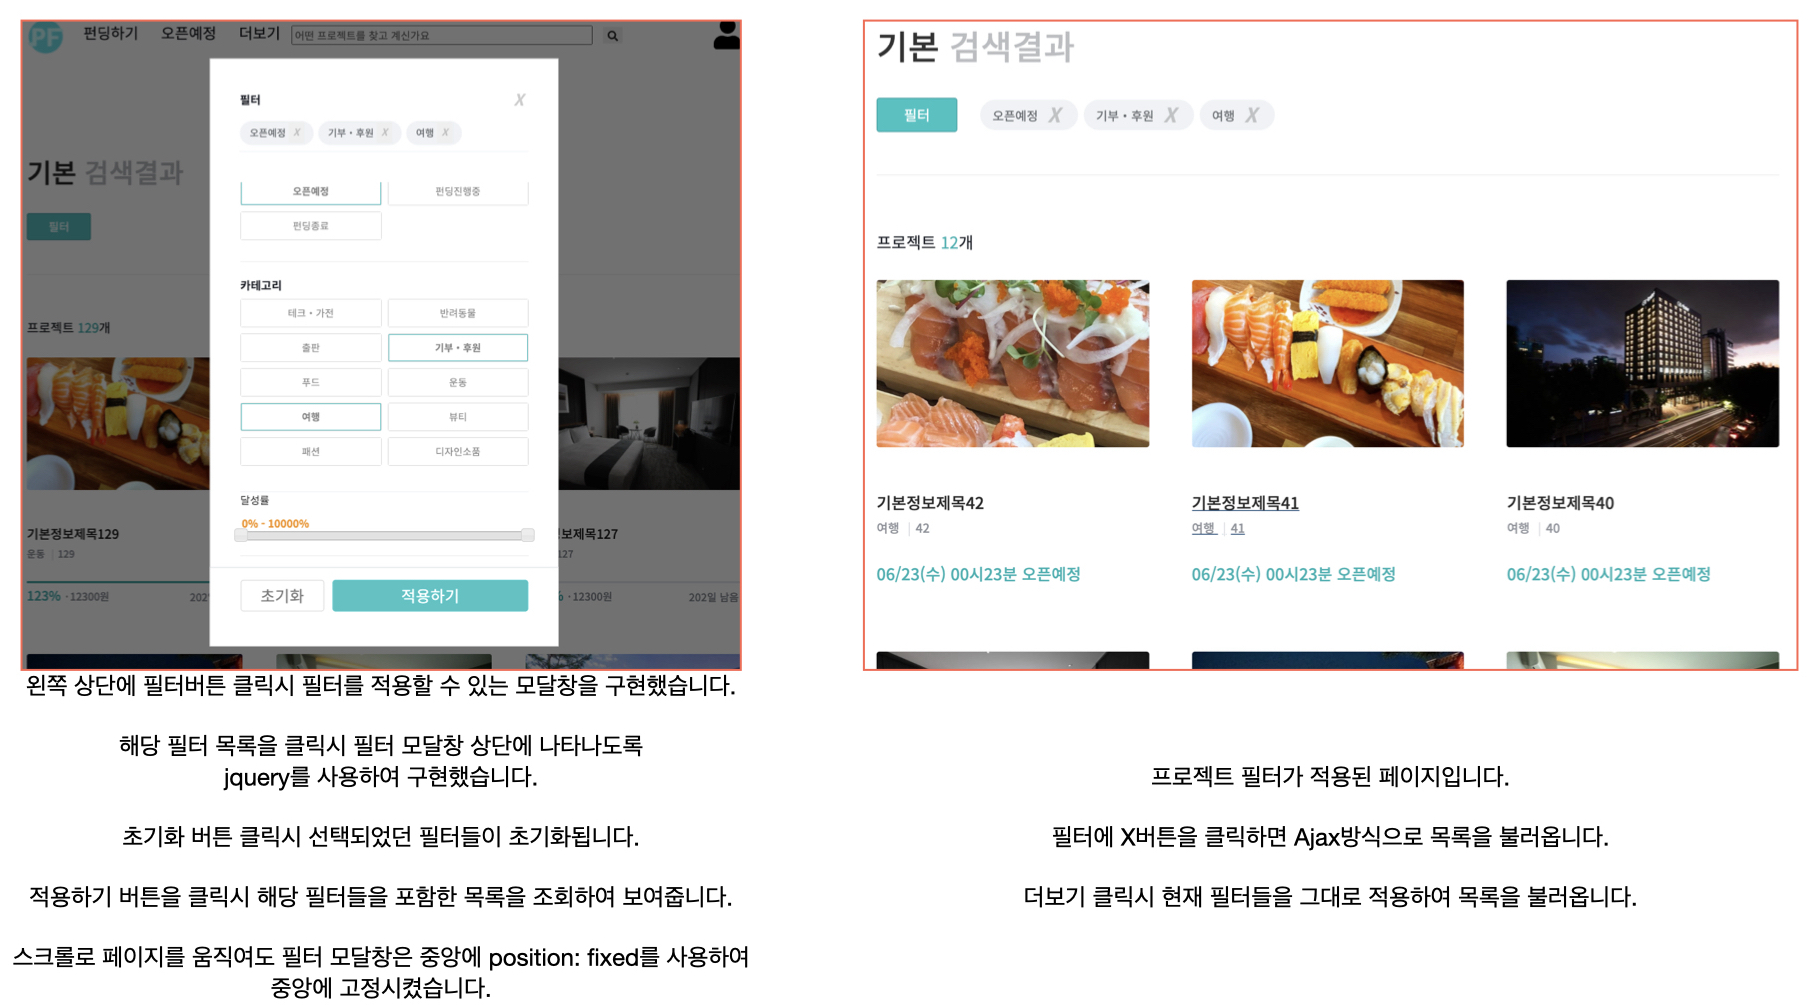 PF 펀딩하기 오픈예정 더보기 어떤 프로젝트를 찾고 계신가요
필터 X
오픈예정 X 기부・후원 X 여행 X
기본 검색결과
필터
오픈예정 펀딩진행중
펀딩종료
카테고리
테크・가전 반려동물
출판 기부・후원
푸드 운동
여행 뷰티
패션 디자인소품
프로젝트 129개
달성률
0% - 10000%
기본정보제목129
운동 | 129
보제목127
127
123% ·12300원 202
% ·12300원 202일 남음
초기화 적용하기
왼쪽 상단에 필터버튼 클릭시 필터를 적용할 수 있는 모달창을 구현했습니다.
해당 필터 목록을 클릭시 필터 모달창 상단에 나타나도록
jquery를 사용하여 구현했습니다.
초기화 버튼 클릭시 선택되었던 필터들이 초기화됩니다.
적용하기 버튼을 클릭시 해당 필터들을 포함한 목록을 조회하여 보여줍니다.
스크롤로 페이지를 움직여도 필터 모달창은 중앙에 position: fixed를 사용하여
중앙에 고정시켰습니다.
기본 검색결과
필터 오픈예정 X 기부・후원 X 여행 X
프로젝트 12개
기본정보제목42
여행 | 42
06/23(수) 00시23분 오픈예정
기본정보제목41
여행 | 41
06/23(수) 00시23분 오픈예정
기본정보제목40
여행 | 40
06/23(수) 00시23분 오픈예정
프로젝트 필터가 적용된 페이지입니다.
필터에 X버튼을 클릭하면 Ajax방식으로 목록을 불러옵니다.
더보기 클릭시 현재 필터들을 그대로 적용하여 목록을 불러옵니다.